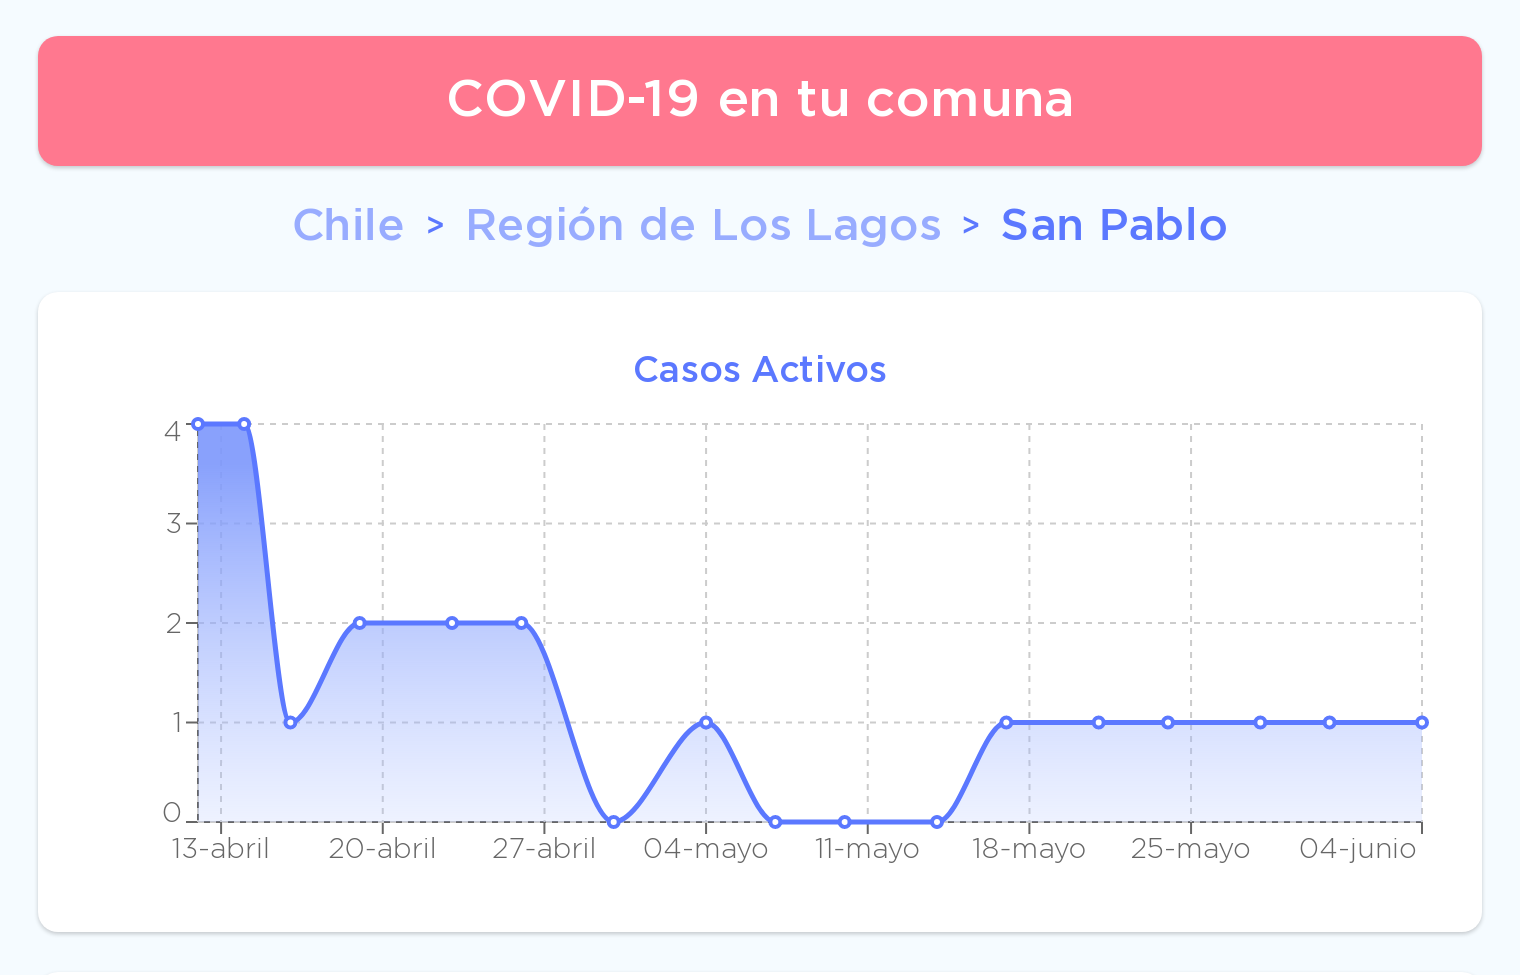 COVID-19 en tu comuna
Chile > Región de Los Lagos > San Pablo
Casos Activos
4
3
2
1
0
13-abril 20-abril 27-abril 04-mayo 11-mayo 18-mayo 25-mayo 04-junio